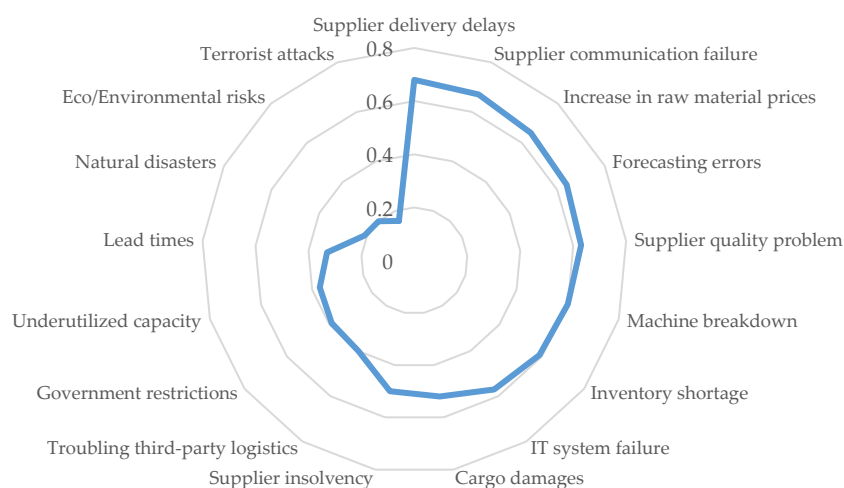 Supplier delivery delays
Supplier communication failure
Increase in raw material prices
Forecasting errors
Supplier quality problem
Machine breakdown
Inventory shortage
IT system failure
Cargo damages
Supplier insolvency
Troubling third-party logistics
Government restrictions
Underutilized capacity
Lead times
Natural disasters
Eco/Environmental risks
Terrorist attacks
0.8
0.6
0.4
0.2
0